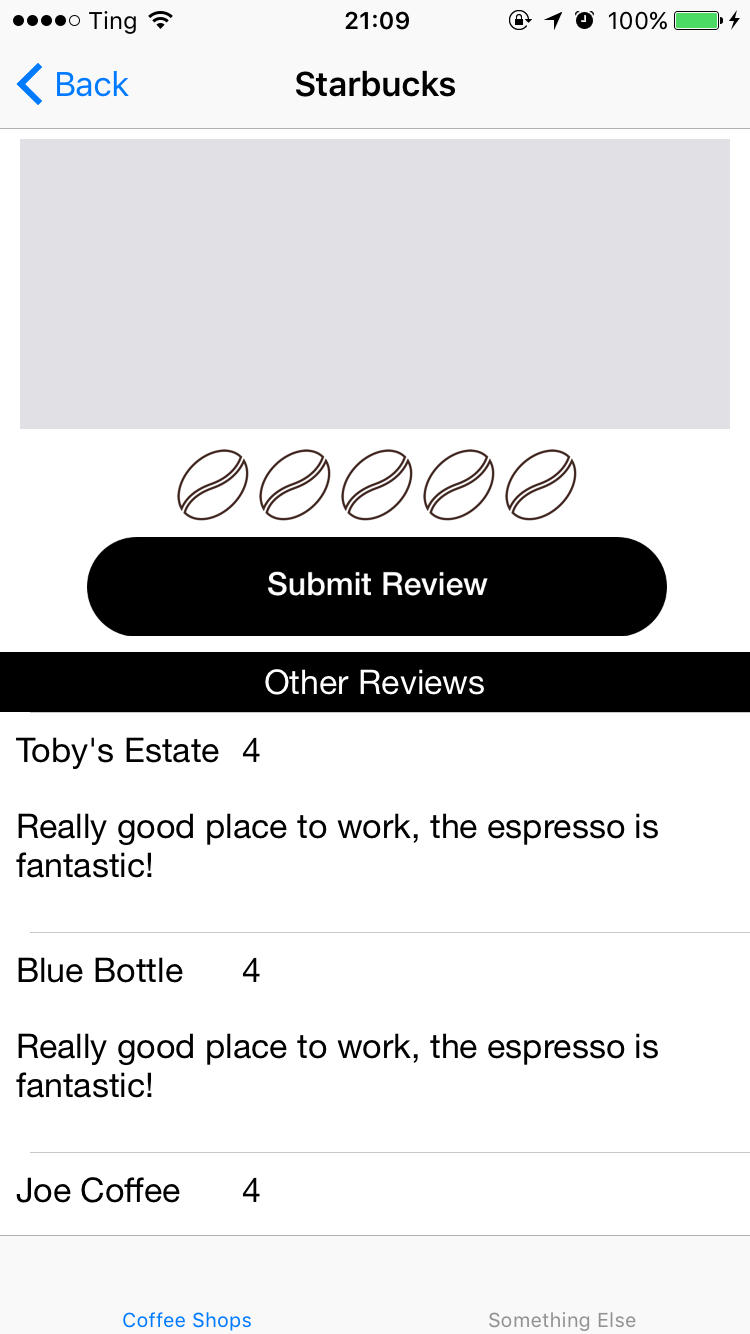 Ting 21:09 100%
Back Starbucks
Submit Review
Other Reviews
Toby's Estate 4
Really good place to work, the espresso is
fantastic!
Blue Bottle 4
Really good place to work, the espresso is
fantastic!
Joe Coffee 4
Coffee Shops Something Else